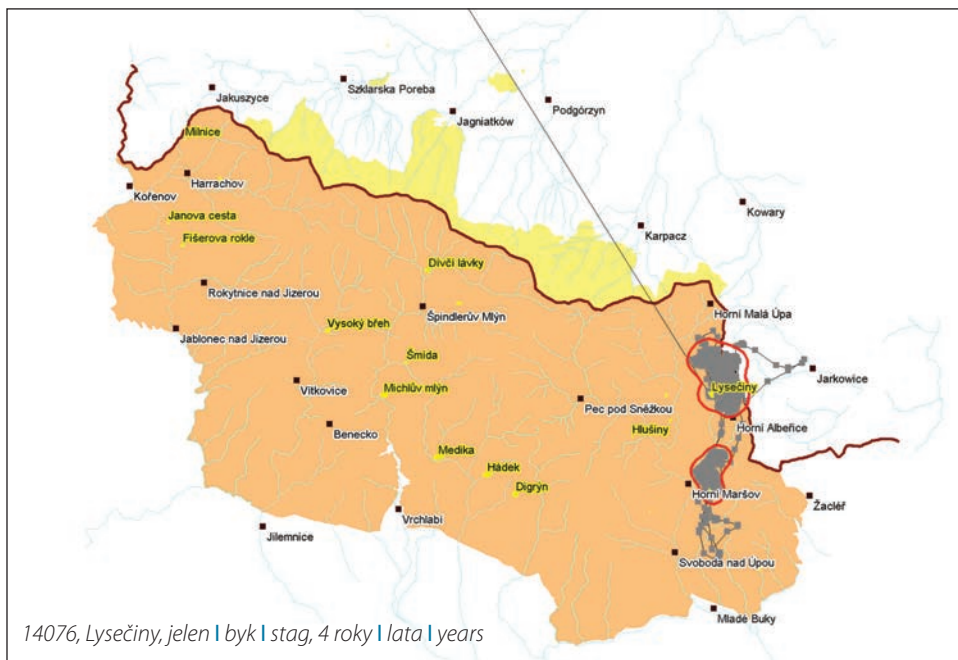 Szklarska Poreba
Jakuszyce
Podgórzyn
Jagniatków
Milnice
Harrachov
Kořenov
Kowary
Janova cesta
Karpacz
Fišerova rokle
Dívčí lávky
Rokytnice nad Jizerou
Horní Malá Úpa
Špindlerův Mlýn
Vysoký břeh
Jablonec nad Jizerou
Šmída
Jarkowice
Vítkovice
Lysečiny
Michlův mlýn
Pec pod Sněžkou
Horní Albeřice
Benecko
Hlušiny
Medika
Hádek
Digrýn
Horní Maršov
Žacléř
Vrchlabí
Jilemnice
Svoboda nad Úpou
Mladé Buky
14076, Lysečiny, jelen | byk | stag, 4 roky | lata | years